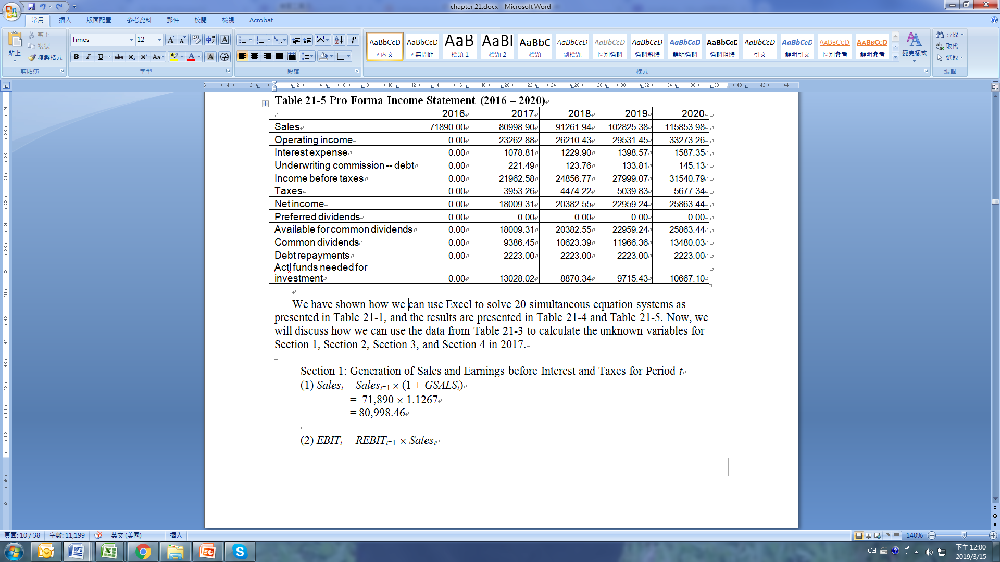 chapter 21.docx - Microsoft Word
常用 插入 版面配置 參考資料 郵件 校閱 檢視 Acrobat
貼上 剪下 複製 複製格式
Times 12
AaBbCcD AaBbCcD AaB AaBb AaBbC AaBbCcD AaBbCcD AaBbCcD AaBbCcD AaBbCcD AaBbCcD AaBbCcD AaBbCcD AaBbCcD
內文 無間距 標題 1 標題 2 標題 副標題 區別強調 強調斜體 鮮明強調 強調粗體 引文 鮮明引文 區別參考 鮮明參考
變更樣式 尋找 取代 選取
剪貼簿 字型 段落 樣式 編輯
Table 21-5 Pro Forma Income Statement (2016 – 2020)
2016 2017 2018 2019 2020
Sales 71890.00 80998.90 91261.94 102825.38 115853.98
Operating income 0.00 23262.88 26210.43 29531.45 33273.26
Interest expense 0.00 1078.81 1229.90 1398.57 1587.35
Underwriting commission -- debt 0.00 221.49 123.76 133.81 145.13
Income before taxes 0.00 21962.58 24856.77 27999.07 31540.79
Taxes 0.00 3953.26 4474.22 5039.83 5677.34
Net income 0.00 18009.31 20382.55 22959.24 25863.44
Preferred dividends 0.00 0.00 0.00 0.00 0.00
Available for common dividends 0.00 18009.31 20382.55 22959.24 25863.44
Common dividends 0.00 9386.45 10623.39 11966.36 13480.03
Debt repayments 0.00 2223.00 2223.00 2223.00 2223.00
Actl funds needed for
investment 0.00 -13028.02 8870.34 9715.43 10667.10
We have shown how we can use Excel to solve 20 simultaneous equation systems as
presented in Table 21-1, and the results are presented in Table 21-4 and Table 21-5. Now, we
will discuss how we can use the data from Table 21-3 to calculate the unknown variables for
Section 1, Section 2, Section 3, and Section 4 in 2017.
Section 1: Generation of Sales and Earnings before Interest and Taxes for Period t
(1) Salesₜ = Salesₜ₋₁ × (1 + GSALSₜ)
= 71,890 × 1.1267
= 80,998.46
(2) EBITₜ = REBITₜ₋₁ × Salesₜ
頁面: 10 / 38 字數: 11,199 英文 (美國) 插入 140%
CH 下午 12:00
2019/3/15